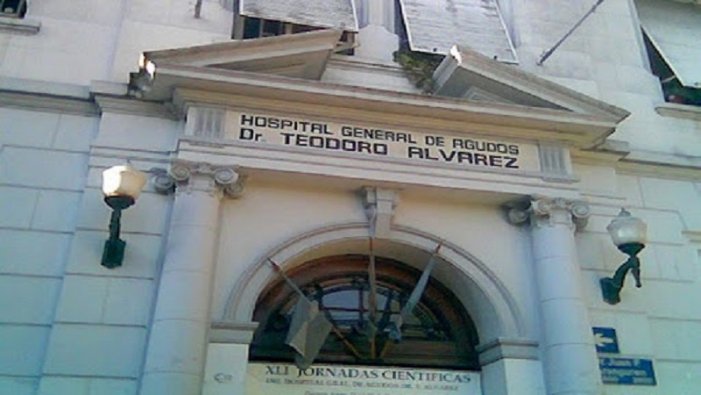 HOSPITAL GENERAL DE AGUDOS
Dr. TEODORO ALVAREZ
XLI JORNADAS CIENTIFICAS
DEL HOSPITAL GRAL. DE AGUDOS DR. T. ALVAREZ